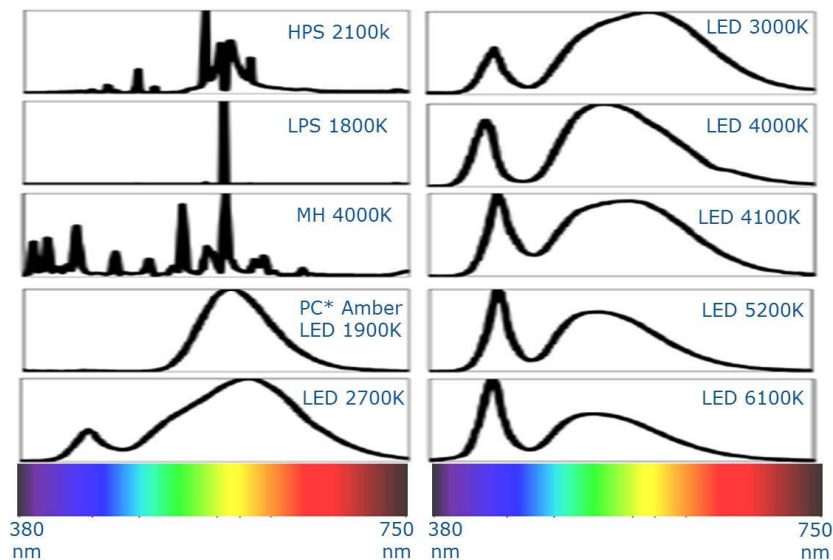 HPS 2100k
LPS 1800K
MH 4000K
PC* Amber
LED 1900K
LED 2700K
380
nm
750
nm
LED 3000K
LED 4000K
LED 4100K
LED 5200K
LED 6100K
380
nm
750
nm